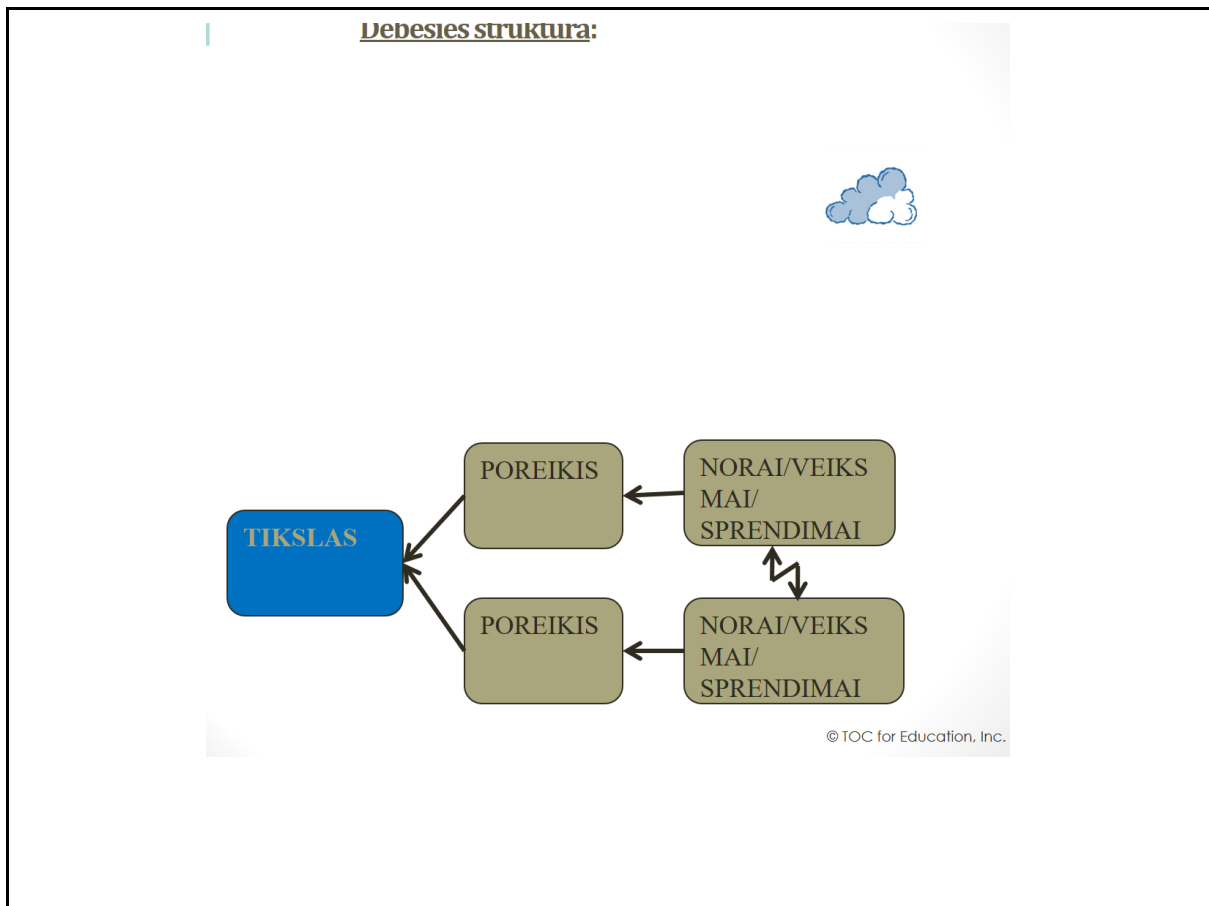 Debesies struktūra:
POREIKIS
NORAI/VEIKS
MAI/
SPRENDIMAI
TIKSLAS
POREIKIS
NORAI/VEIKS
MAI/
SPRENDIMAI
© TOC for Education, Inc.